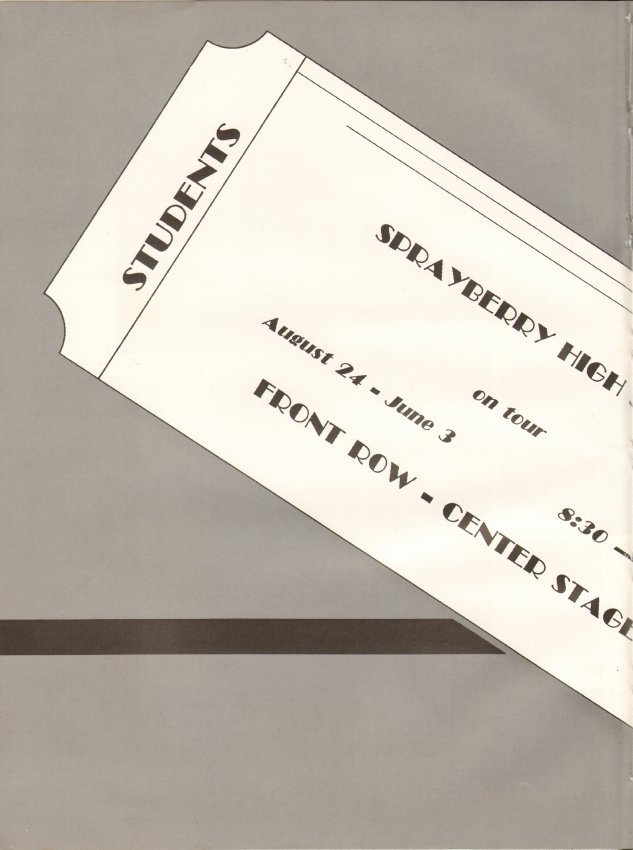 STUDENTS
SPRAYBERRY HIGH
on tour
August 24 - June 3
8:30 —
FRONT ROW - CENTER STAGE